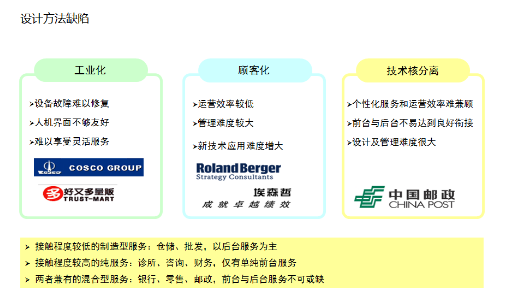 设计方法缺陷
工业化
➢设备故障难以修复
➢人机界面不够友好
➢难以享受灵活服务
COSCO
COSCO GROUP
多 好又多量贩
TRUST-MART
顾客化
➢运营效率较低
➢管理难度较大
➢新技术应用难度增大
Roland Berger
Strategy Consultants
埃森哲
成就卓越绩效
技术核分离
➢个性化服务和运营效率难兼顾
➢前台与后台不易达到良好衔接
➢设计及管理难度很大
中国邮政
CHINA POST
➢ 接触程度较低的制造型服务：仓储、批发，以后台服务为主
➢ 接触程度较高的纯服务：诊所、咨询、财务，仅有单纯前台服务
➢ 两者兼有的混合型服务：银行、零售、邮政，前台与后台服务不可或缺